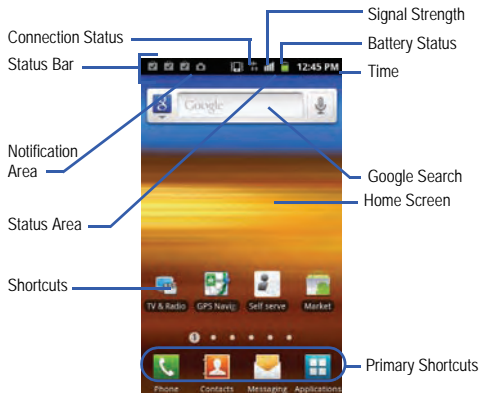 Signal Strength
Connection Status
Battery Status
Status Bar
12:45 PM
Time
Google
Notification Area
Google Search
Home Screen
Status Area
Shortcuts
TV & Radio GPS Navig Self serve Market
1
Primary Shortcuts
Phone Contacts Messaging Applications